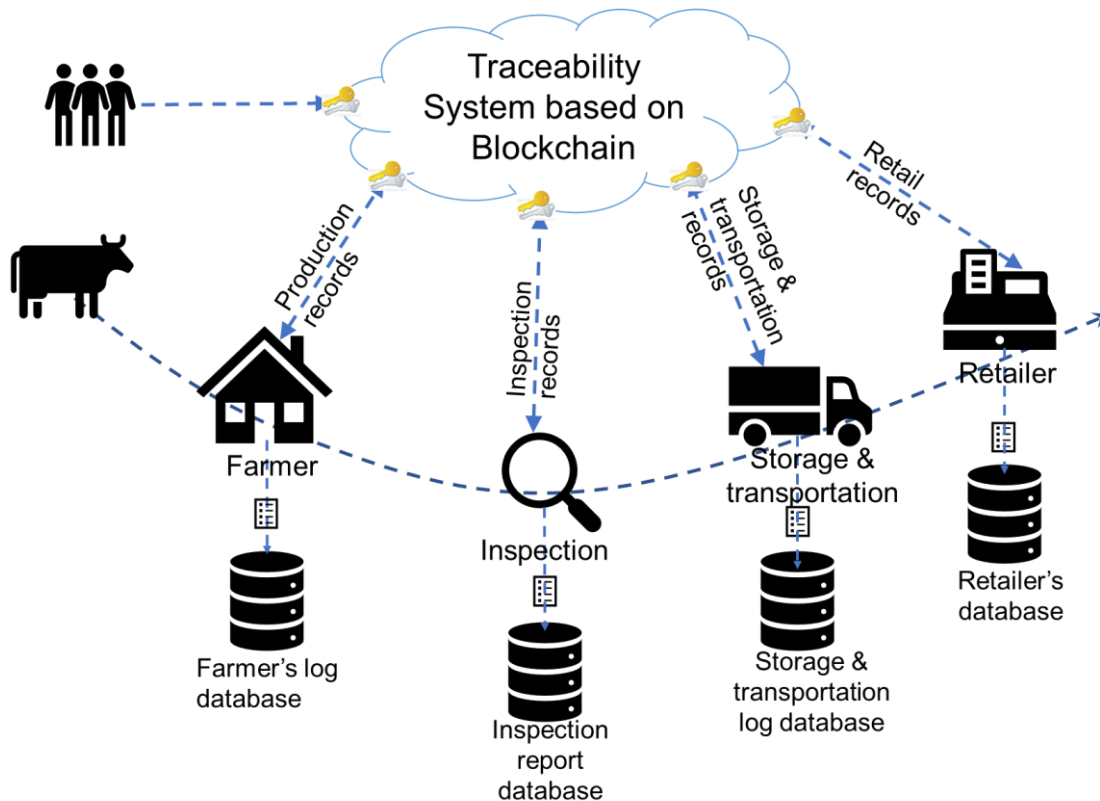 Traceability
System based on
Blockchain
Production
records
Inspection
records
Storage &
transportation
records
Retail
records
Farmer
Inspection
Storage &
transportation
Retailer
Farmer's log
database
Inspection
report
database
Storage &
transportation
log database
Retailer's
database